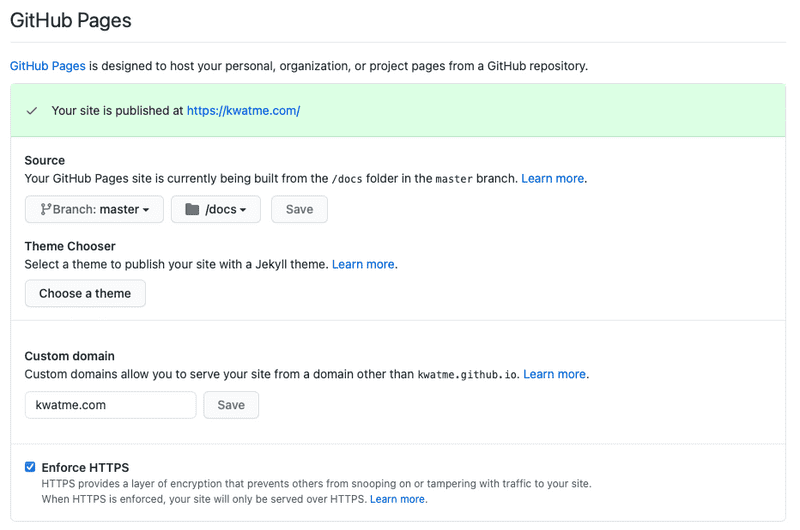 GitHub Pages
GitHub Pages is designed to host your personal, organization, or project pages from a GitHub repository.
Your site is published at https://kwatme.com/
Source
Your GitHub Pages site is currently being built from the /docs folder in the master branch. Learn more.
Branch: master /docs Save
Theme Chooser
Select a theme to publish your site with a Jekyll theme. Learn more.
Choose a theme
Custom domain
Custom domains allow you to serve your site from a domain other than kwatme.github.io. Learn more.
kwatme.com Save
Enforce HTTPS
HTTPS provides a layer of encryption that prevents others from snooping on or tampering with traffic to your site.
When HTTPS is enforced, your site will only be served over HTTPS. Learn more.